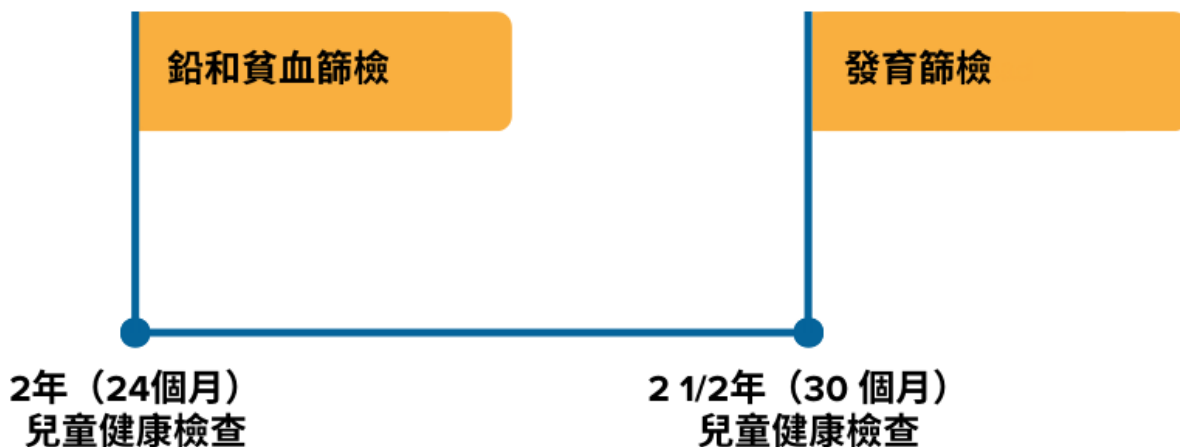 鉛和貧血篩檢
發育篩檢
2年（24個月）
兒童健康檢查
2 1/2年（30 個月）
兒童健康檢查